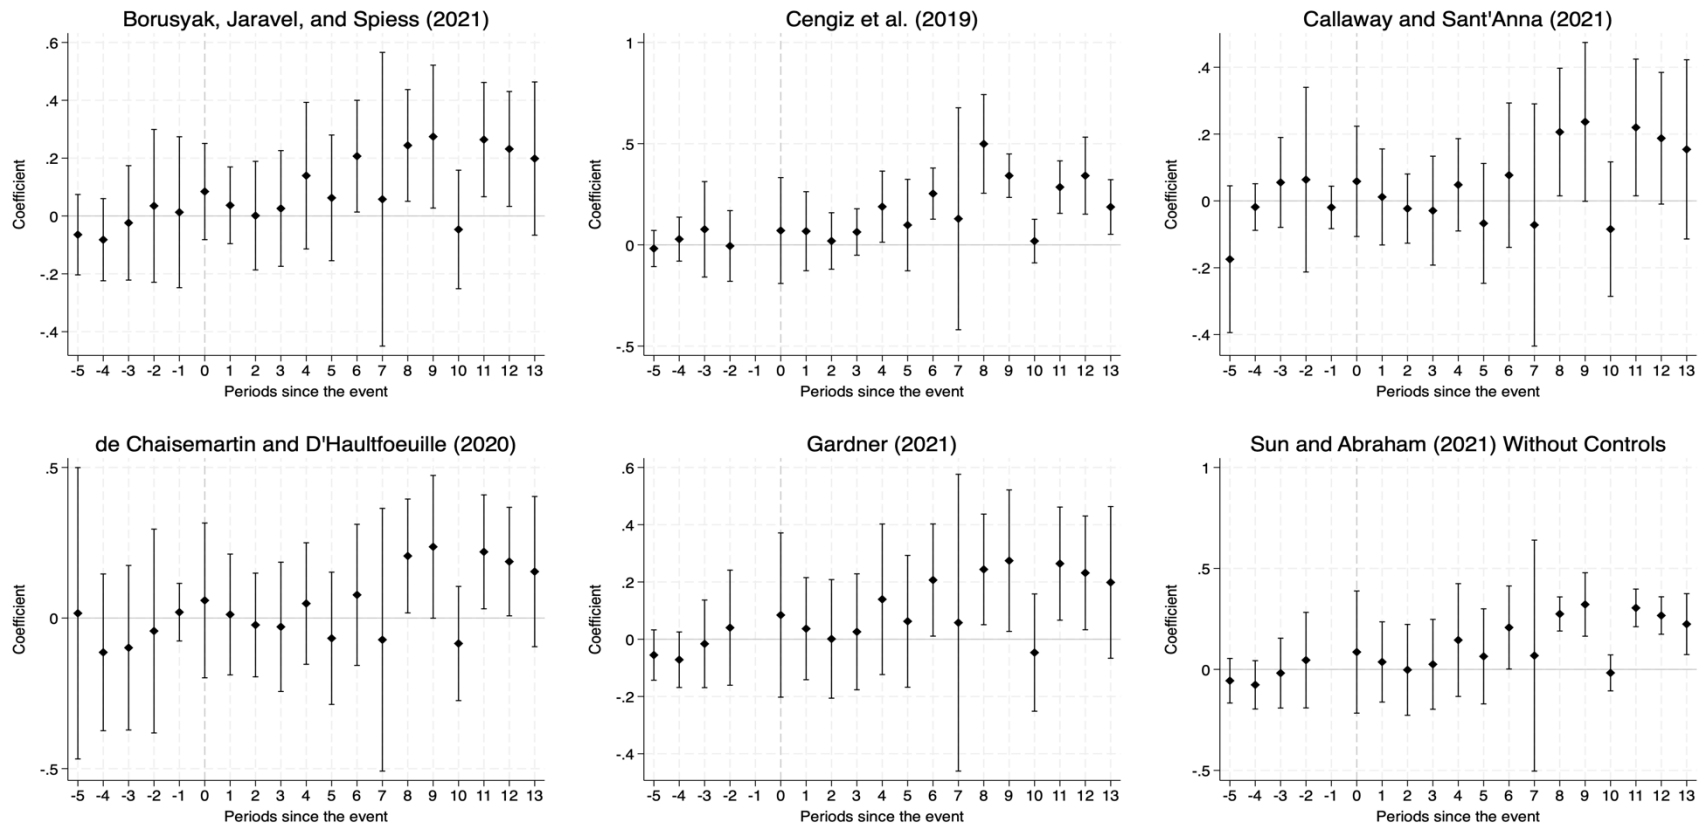 Borusyak, Jaravel, and Spiess (2021)
.6
.4
.2
0
-.2
-.4
Coefficient
-5 -4 -3 -2 -1 0 1 2 3 4 5 6 7 8 9 10 11 12 13
Periods since the event
Cengiz et al. (2019)
1
.5
0
-.5
Coefficient
-5 -4 -3 -2 -1 0 1 2 3 4 5 6 7 8 9 10 11 12 13
Periods since the event
Callaway and Sant'Anna (2021)
.4
.2
0
-.2
-.4
Coefficient
-5 -4 -3 -2 -1 0 1 2 3 4 5 6 7 8 9 10 11 12 13
Periods since the event
de Chaisemartin and D'Haultfoeuille (2020)
.5
0
-.5
Coefficient
-5 -4 -3 -2 -1 0 1 2 3 4 5 6 7 8 9 10 11 12 13
Periods since the event
Gardner (2021)
.6
.4
.2
0
-.2
-.4
Coefficient
-5 -4 -3 -2 -1 0 1 2 3 4 5 6 7 8 9 10 11 12 13
Periods since the event
Sun and Abraham (2021) Without Controls
1
.5
0
-.5
Coefficient
-5 -4 -3 -2 -1 0 1 2 3 4 5 6 7 8 9 10 11 12 13
Periods since the event